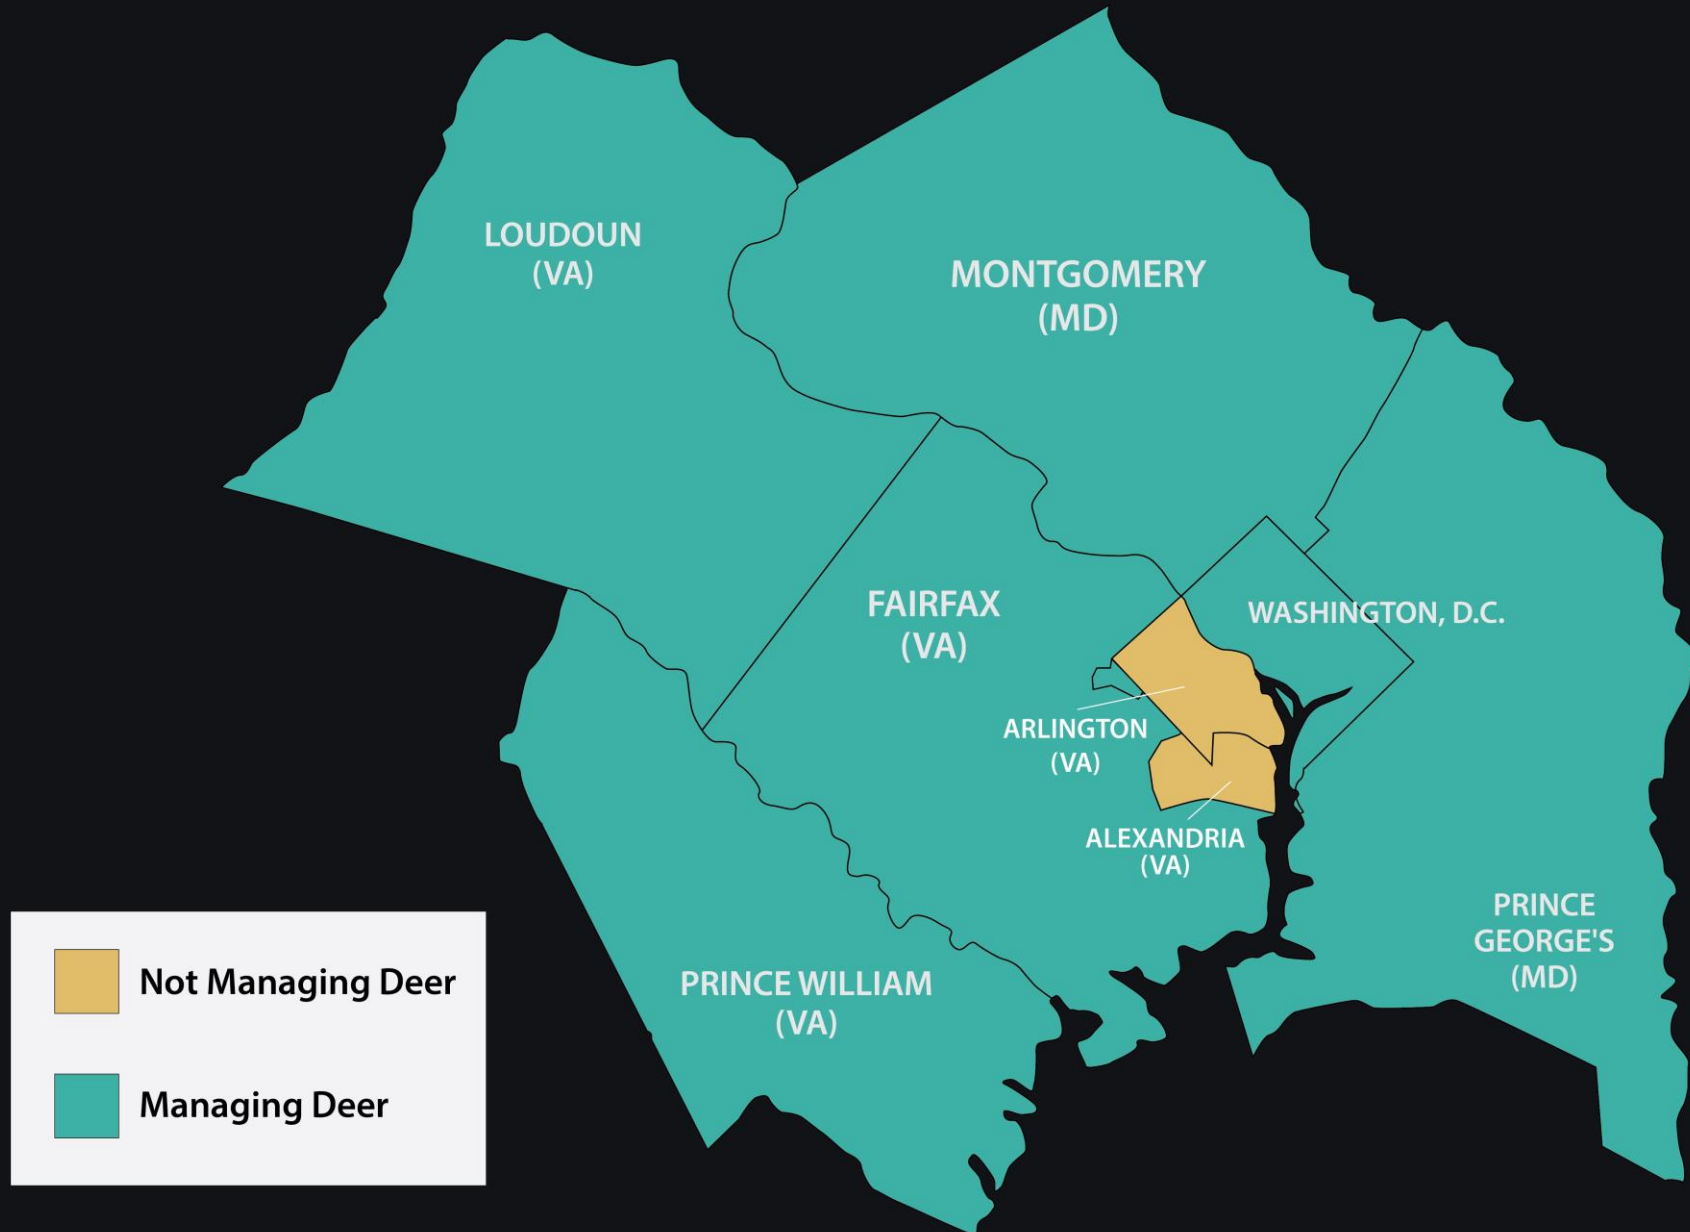 LOUDOUN
(VA)
MONTGOMERY
(MD)
FAIRFAX
(VA)
WASHINGTON, D.C.
ARLINGTON
(VA)
ALEXANDRIA
(VA)
PRINCE
GEORGE'S
(MD)
PRINCE WILLIAM
(VA)
Not Managing Deer
Managing Deer